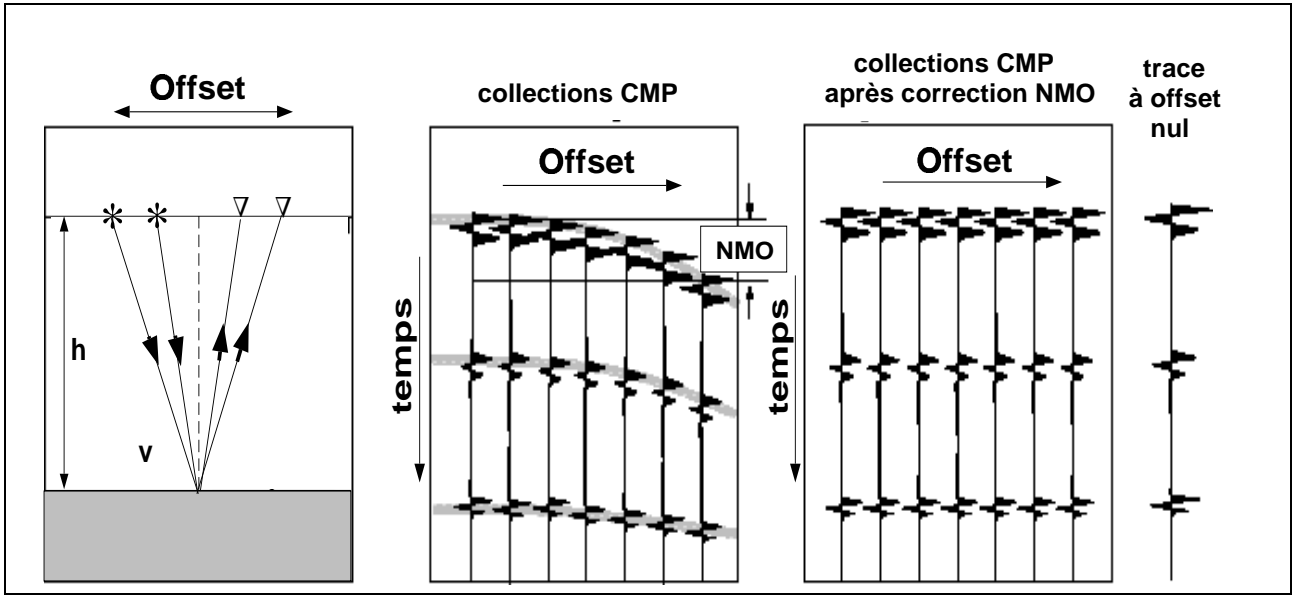 Offset
h
v
collections CMP
Offset
NMO
temps
collections CMP
après correction NMO
Offset
temps
trace
à offset
nul